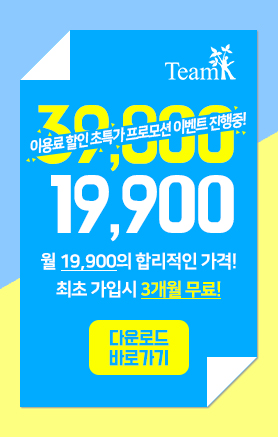 TeamK
39,000
이용료 할인 초특가 프로모션 이벤트 진행중!
19,900
월 19,900의 합리적인 가격!
최초 가입시 3개월 무료!
다운로드
바로가기